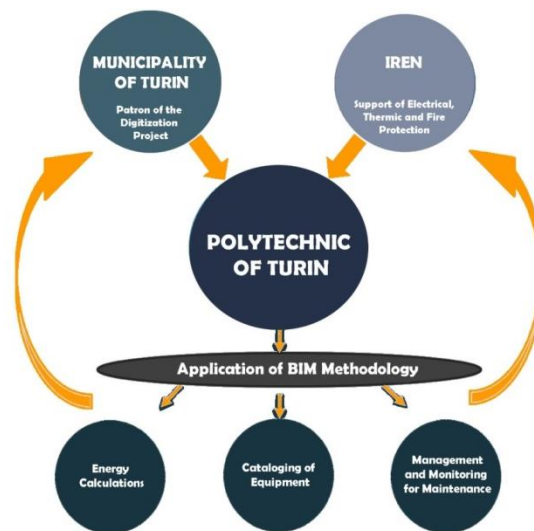 MUNICIPALITY
OF TURIN
Patron of the
Digitization
Project
IREN
Support of Electrical,
Thermic and Fire
Protection
POLYTECHNIC
OF TURIN
Application of BIM Methodology
Energy
Calculations
Cataloging of
Equipment
Management
and Monitoring
for Maintenance